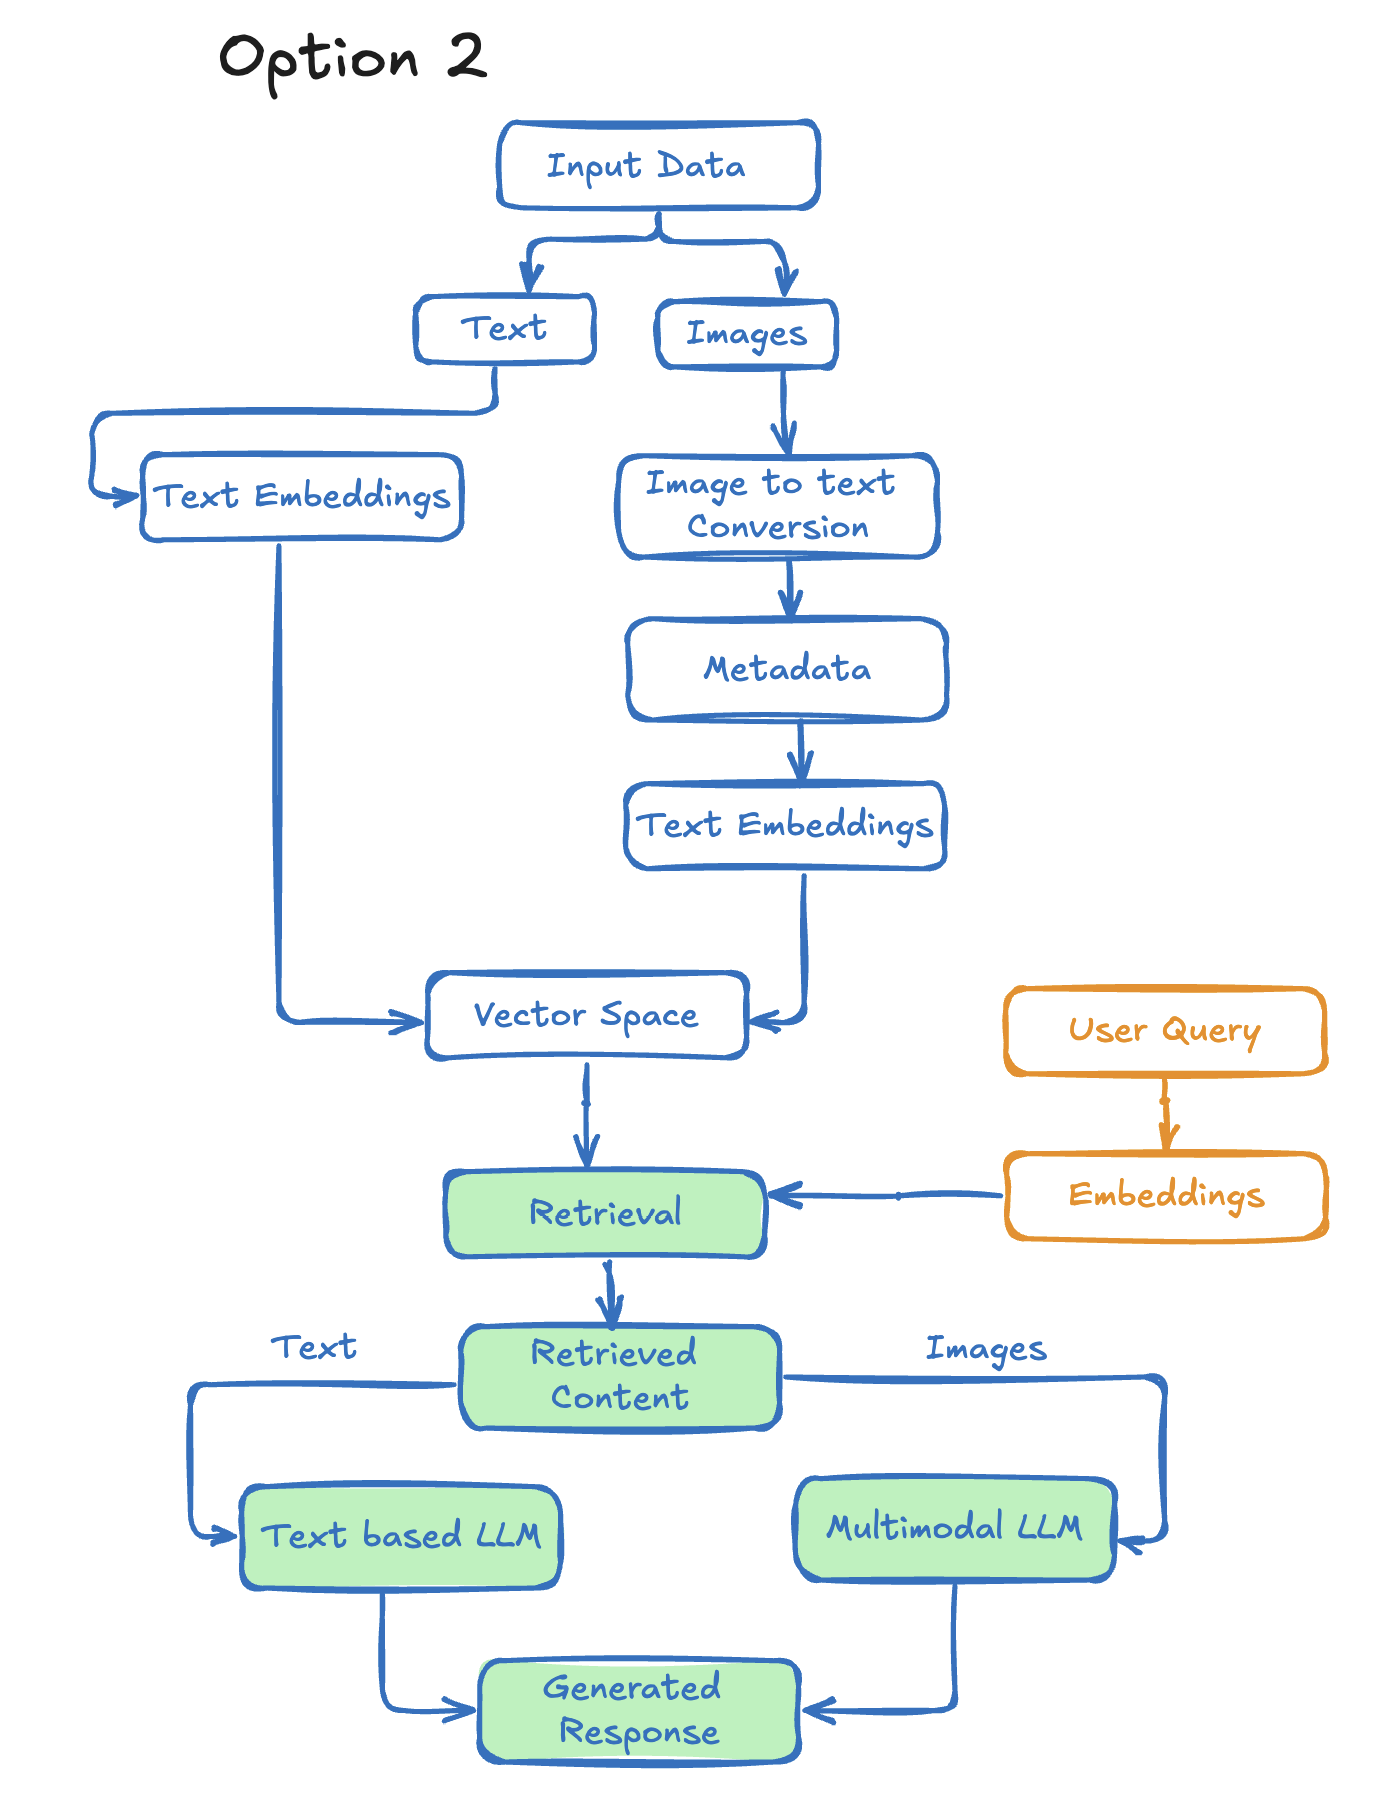 Option 2
Input Data
Text
Images
Text Embeddings
Image to text
Conversion
Metadata
Text Embeddings
Vector Space
User Query
Embeddings
Retrieval
Text
Retrieved
Content
Images
Text based LLM
Multimodal LLM
Generated
Response